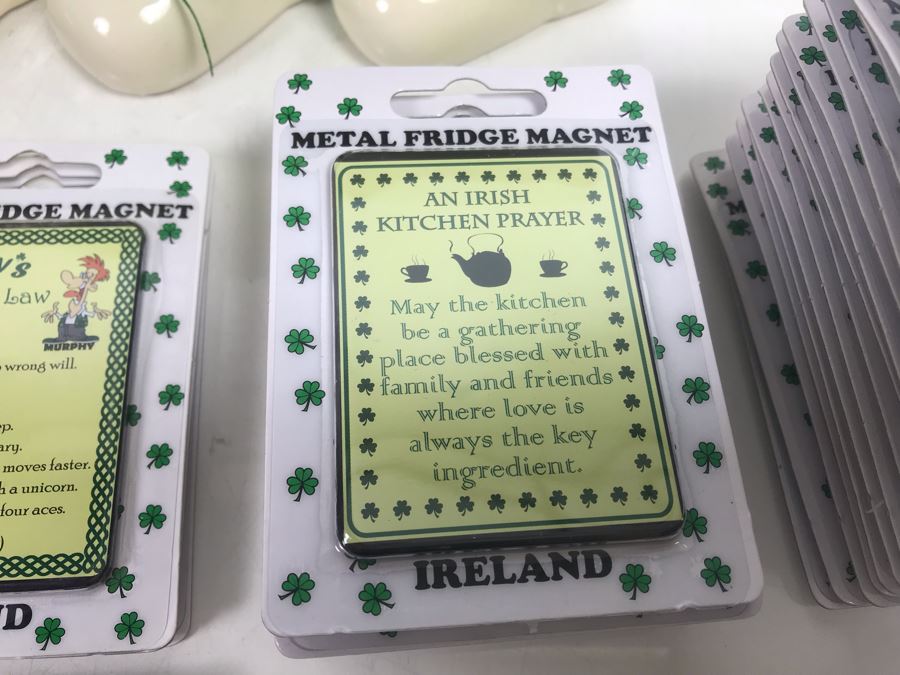 METAL FRIDGE MAGNET
AN IRISH
KITCHEN PRAYER
May the kitchen
be a gathering
place blessed with
family and friends
where love is
always the key
ingredient.
IRELAND
MAGNET
Law
MURPHY
wrong will.
moves faster.
a unicorn.
four aces.